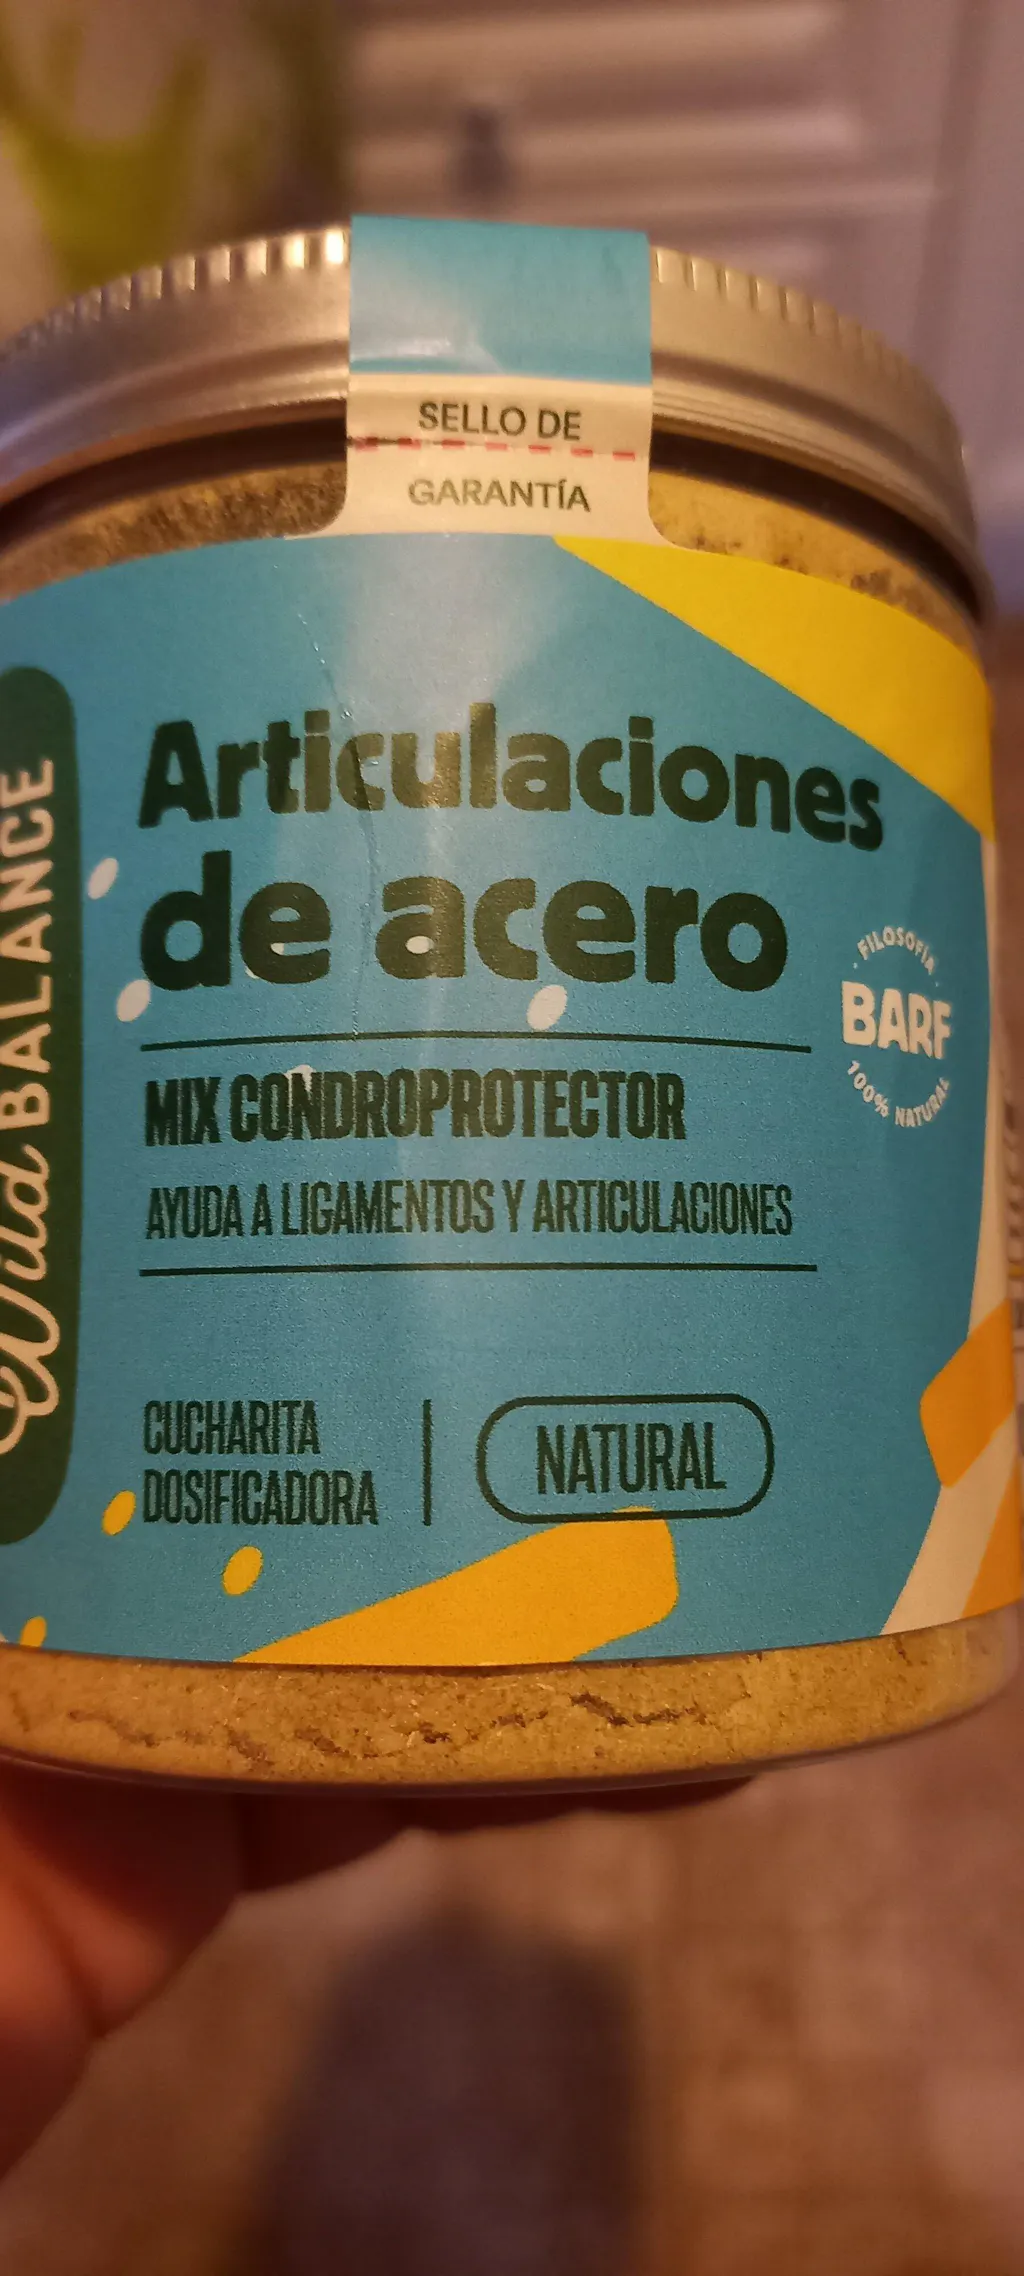 SELLO DE
GARANTÍA
Wild BALANCE
Articulaciones
de acero
FILOSOFÍA
BARF
100% NATURAL
MIX CONDROPROTECTOR
AYUDA A LIGAMENTOS Y ARTICULACIONES
CUCHARITA
DOSIFICADORA
NATURAL